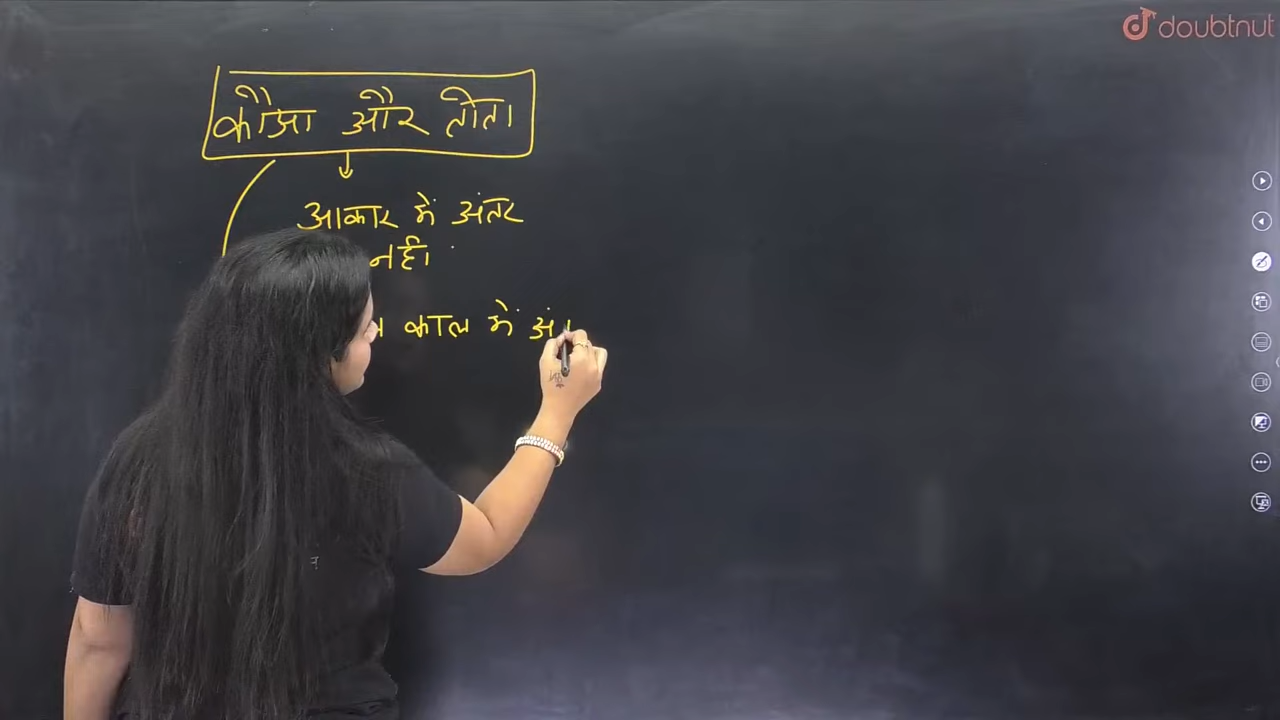 doubtnut
कौआ और तोता
आकार में अंतर
नहीं
काल में